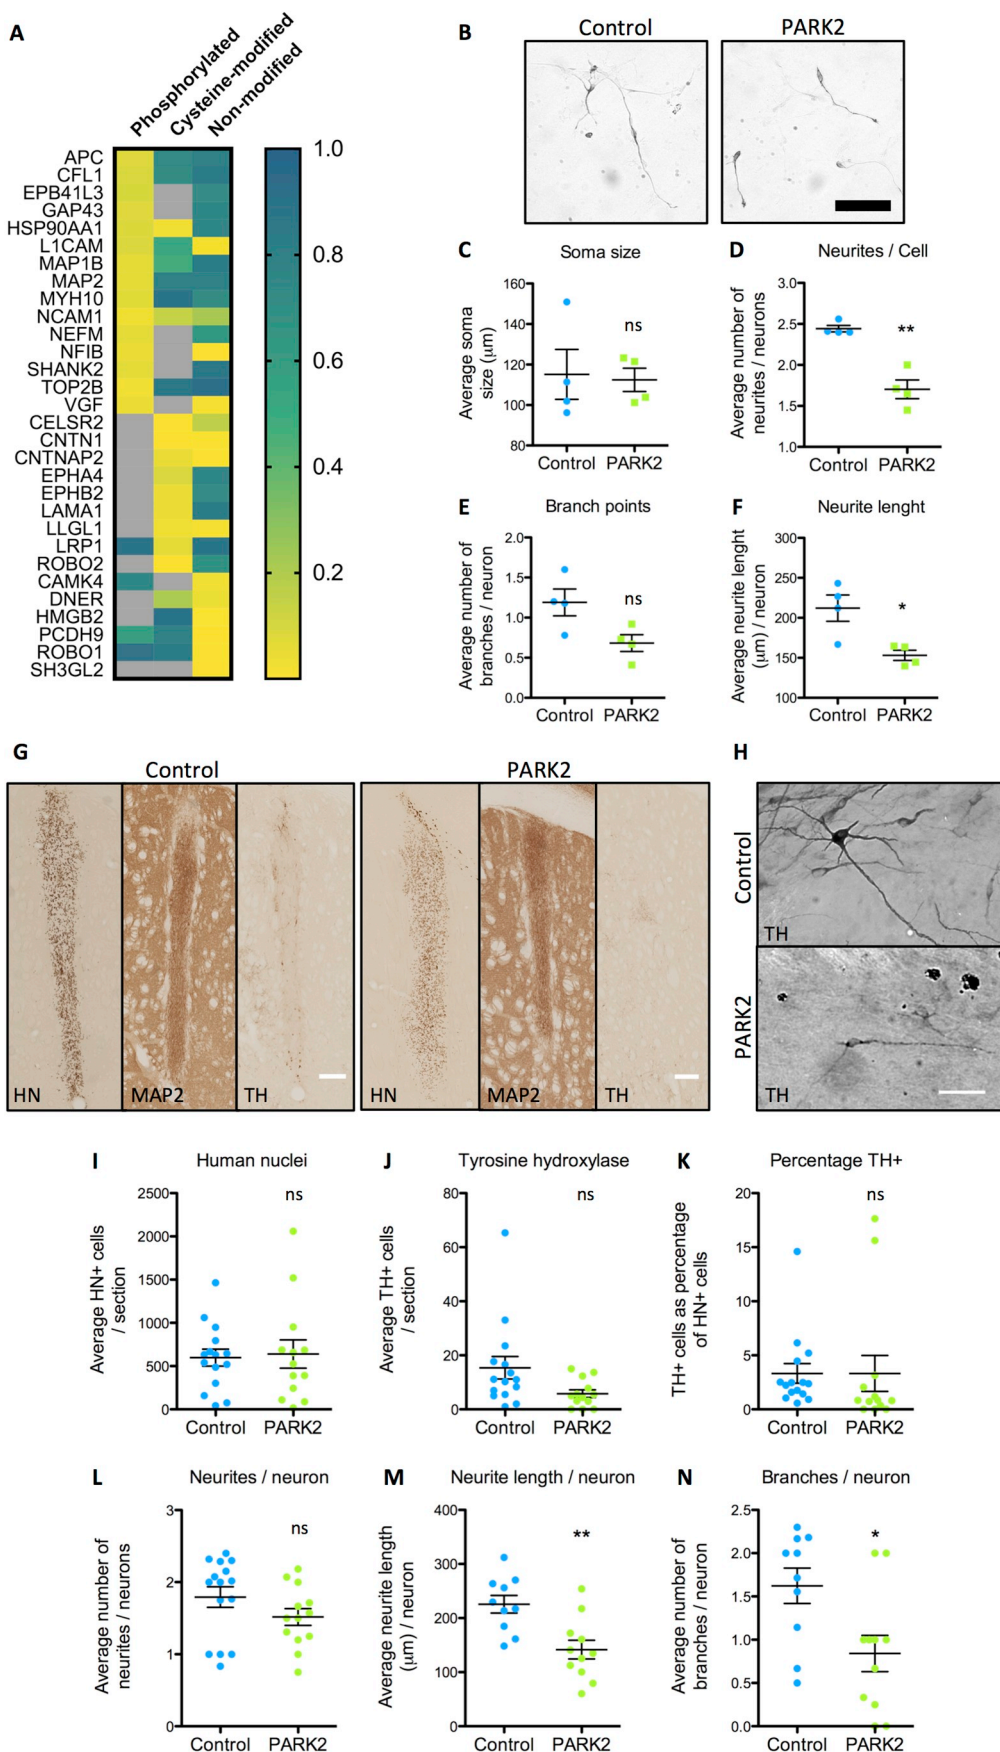 A
Phosphorylated
Cysteine-modified
Non-modified
APC
CFL1
EPB41L3
GAP43
HSP90AA1
L1CAM
MAP1B
MAP2
MYH10
NCAM1
NEFM
NFIB
SHANK2
TOP2B
VGF
CELSR2
CNTN1
CNTNAP2
EPHA4
EPHB2
LAMA1
LLGL1
LRP1
ROBO2
CAMK4
DNER
HMGB2
PCDH9
ROBO1
SH3GL2
1.0
0.8
0.6
0.4
0.2
B
Control
PARK2
C
Soma size
Average soma
size (μm)
160
140
120
100
80
ns
Control
PARK2
D
Neurites / Cell
Average number of
neurites / neurons
3.0
2.5
2.0
1.5
1.0
**
Control
PARK2
E
Branch points
Average number of
branches / neuron
2.0
1.5
1.0
0.5
0.0
ns
Control
PARK2
F
Neurite lenght
Average neurite lenght
(μm) / neuron
300
200
100
*
Control
PARK2
G
Control
PARK2
HN
MAP2
TH
HN
MAP2
TH
H
Control
TH
PARK2
TH
I
Human nuclei
Average HN+ cells
/ section
2500
2000
1500
1000
500
0
ns
Control
PARK2
J
Tyrosine hydroxylase
Average TH+ cells
/ section
80
60
40
20
0
ns
Control
PARK2
K
Percentage TH+
TH+ cells as percentage
of HN+ cells
20
15
10
5
0
ns
Control
PARK2
L
Neurites / neuron
Average number of
neurites / neurons
3
2
1
0
ns
Control
PARK2
M
Neurite length / neuron
Average neurite length
(μm) / neuron
400
300
200
100
0
**
Control
PARK2
N
Branches / neuron
Average number of
branches / neuron
2.5
2.0
1.5
1.0
0.5
0.0
*
Control
PARK2